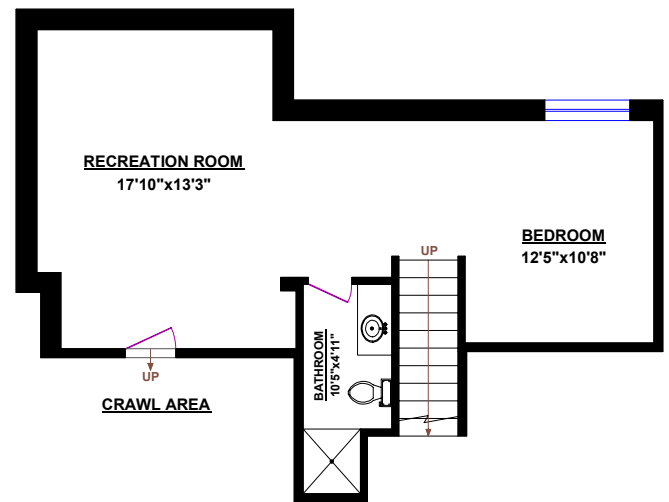 RECREATION ROOM
17'10"x13'3"
BEDROOM
12'5"x10'8"
UP
BATHROOM
10'5"x4'11"
UP
CRAWL AREA